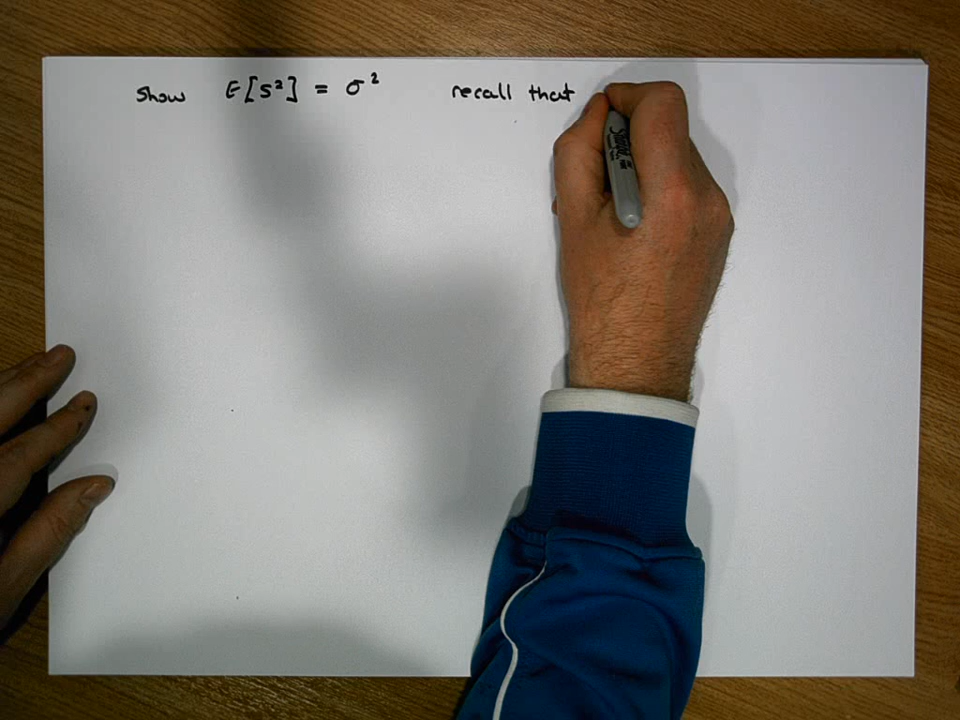 show E[S²] = σ² recall that